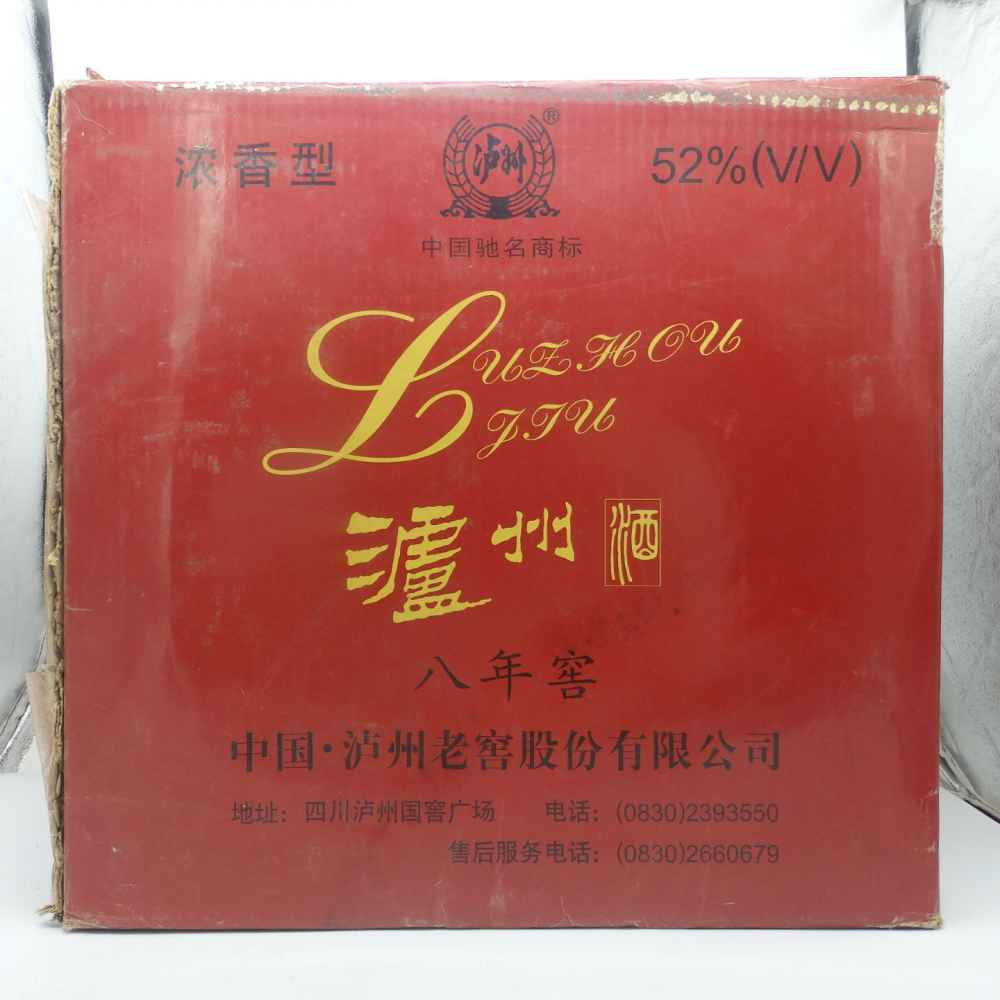 浓香型
泸州
®
52%(V/V)
中国驰名商标
LUZHOU
JIU
泸州酒
八年窖
中国·泸州老窖股份有限公司
地址：四川泸州国窖广场 电话：(0830)2393550
售后服务电话：(0830)2660679